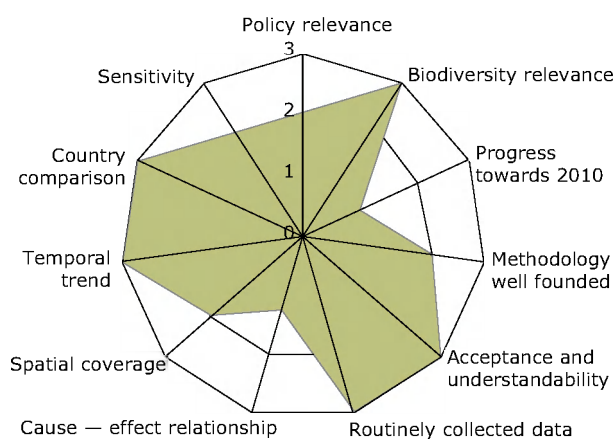 Policy relevance
3
Sensitivity
Biodiversity relevance
2
Country
comparison
Progress
towards 2010
1
0
Temporal
trend
Methodology
well founded
Spatial coverage
Acceptance and
understandability
Cause — effect relationship
Routinely collected data